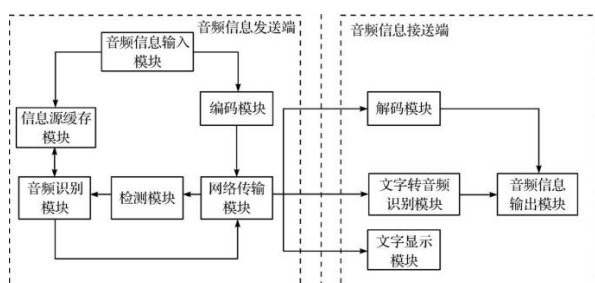 音频信息发送端
音频信息输入
模块
信息源缓存
模块
编码模块
音频识别
模块
检测模块
网络传输
模块
音频信息接送端
解码模块
文字转音频
识别模块
音频信息
输出模块
文字显示
模块